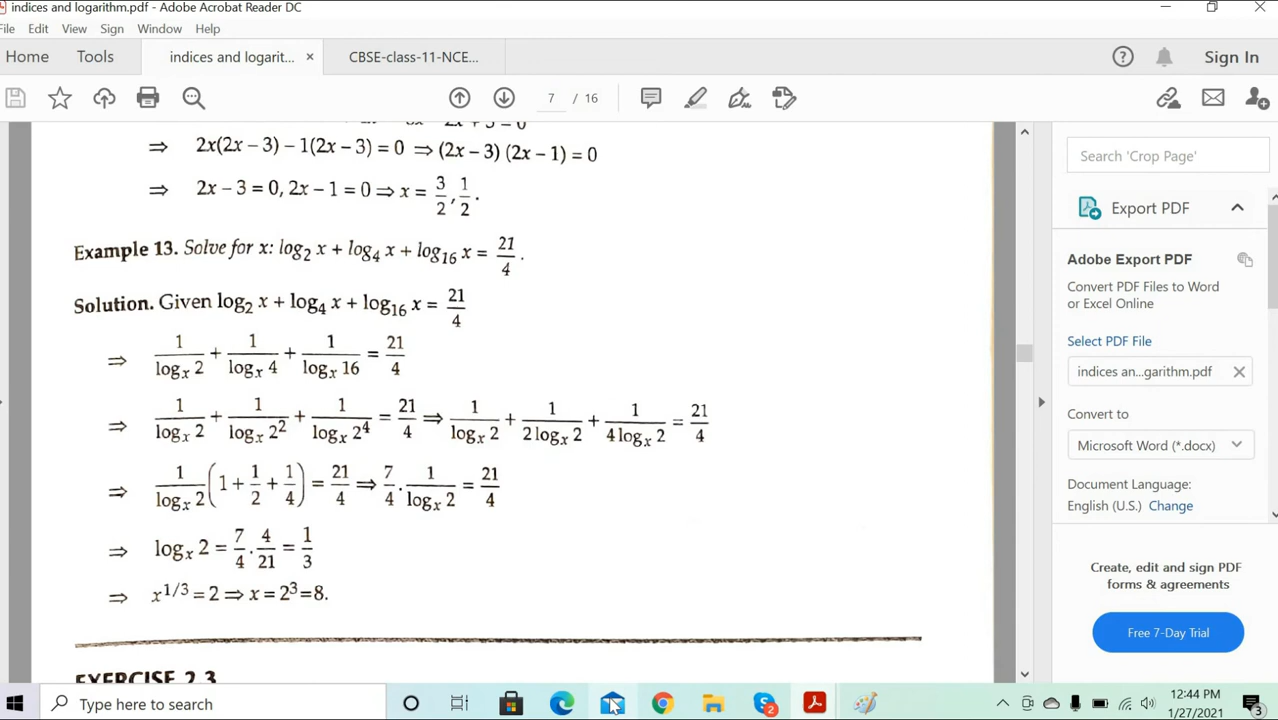 indices and logarithm.pdf - Adobe Acrobat Reader DC
File Edit View Sign Window Help
Home Tools indices and logarit... × CBSE-class-11-NCE... Sign In
7 / 16
⇒ 2x(2x – 3) – 1(2x – 3) = 0 ⇒ (2x – 3) (2x – 1) = 0
⇒ 2x – 3 = 0, 2x – 1 = 0 ⇒ x = 3/2, 1/2.
Example 13. Solve for x: log₂ x + log₄ x + log₁₆ x = 21/4.
Solution. Given log₂ x + log₄ x + log₁₆ x = 21/4
⇒ 1/logₓ 2 + 1/logₓ 4 + 1/logₓ 16 = 21/4
⇒ 1/logₓ 2 + 1/logₓ 2² + 1/logₓ 2⁴ = 21/4 ⇒ 1/logₓ 2 + 1/2 logₓ 2 + 1/4 logₓ 2 = 21/4
⇒ 1/logₓ 2 (1 + 1/2 + 1/4) = 21/4 ⇒ 7/4 . 1/logₓ 2 = 21/4
⇒ logₓ 2 = 7/4 . 4/21 = 1/3
⇒ x^1/3 = 2 ⇒ x = 2³ = 8.
EXERCISE 2.3
Search 'Crop Page'
Export PDF
Adobe Export PDF
Convert PDF Files to Word
or Excel Online
Select PDF File
indices an...garithm.pdf ×
Convert to
Microsoft Word (*.docx)
Document Language:
English (U.S.) Change
Create, edit and sign PDF
forms & agreements
Free 7-Day Trial
Type here to search
2
12:44 PM
1/27/2021
3